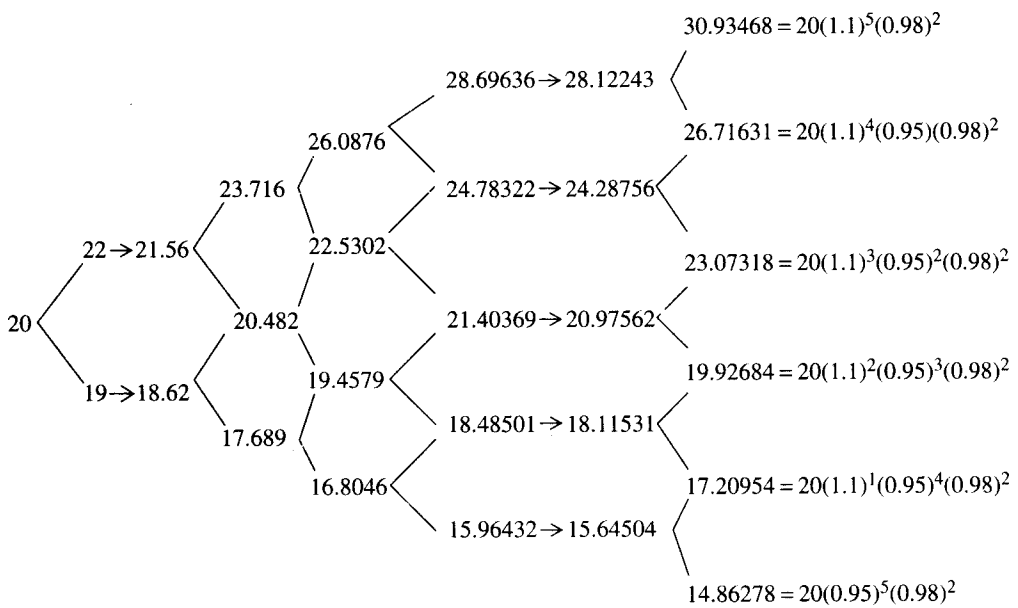 30.93468 = 20(1.1)⁵(0.98)²
28.69636 → 28.12243
26.71631 = 20(1.1)⁴(0.95)(0.98)²
26.0876
23.716
24.78322 → 24.28756
22 → 21.56
22.5302
23.07318 = 20(1.1)³(0.95)²(0.98)²
20
20.482
21.40369 → 20.97562
19 → 18.62
19.4579
19.92684 = 20(1.1)²(0.95)³(0.98)²
17.689
18.48501 → 18.11531
16.8046
17.20954 = 20(1.1)¹(0.95)⁴(0.98)²
15.96432 → 15.64504
14.86278 = 20(0.95)⁵(0.98)²